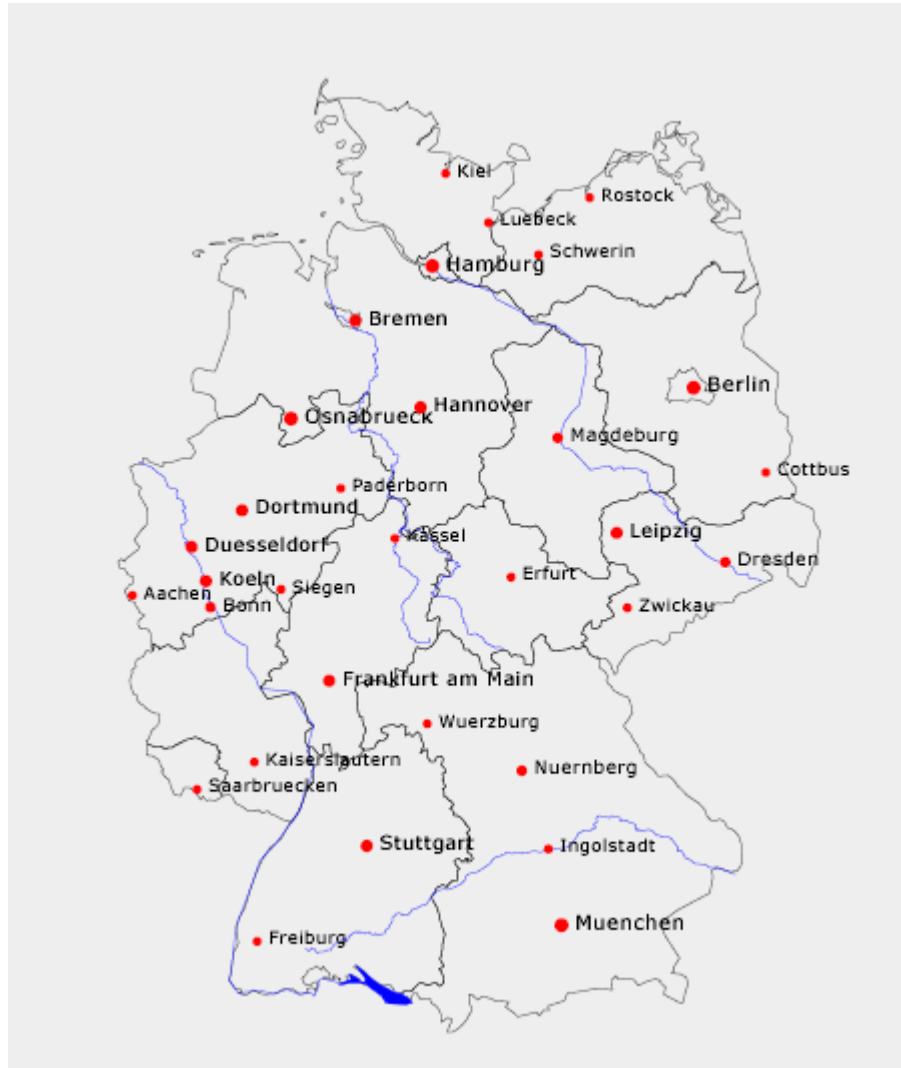 Kiel
Rostock
Luebeck
Schwerin
Hamburg
Bremen
Berlin
Hannover
Osnabrueck
Magdeburg
Cottbus
Paderborn
Dortmund
Leipzig
Kassel
Duesseldorf
Dresden
Erfurt
Koeln
Siegen
Aachen
Bonn
Zwickau
Frankfurt am Main
Wuerzburg
Kaiserslautern
Nuernberg
Saarbruecken
Stuttgart
Ingolstadt
Muenchen
Freiburg